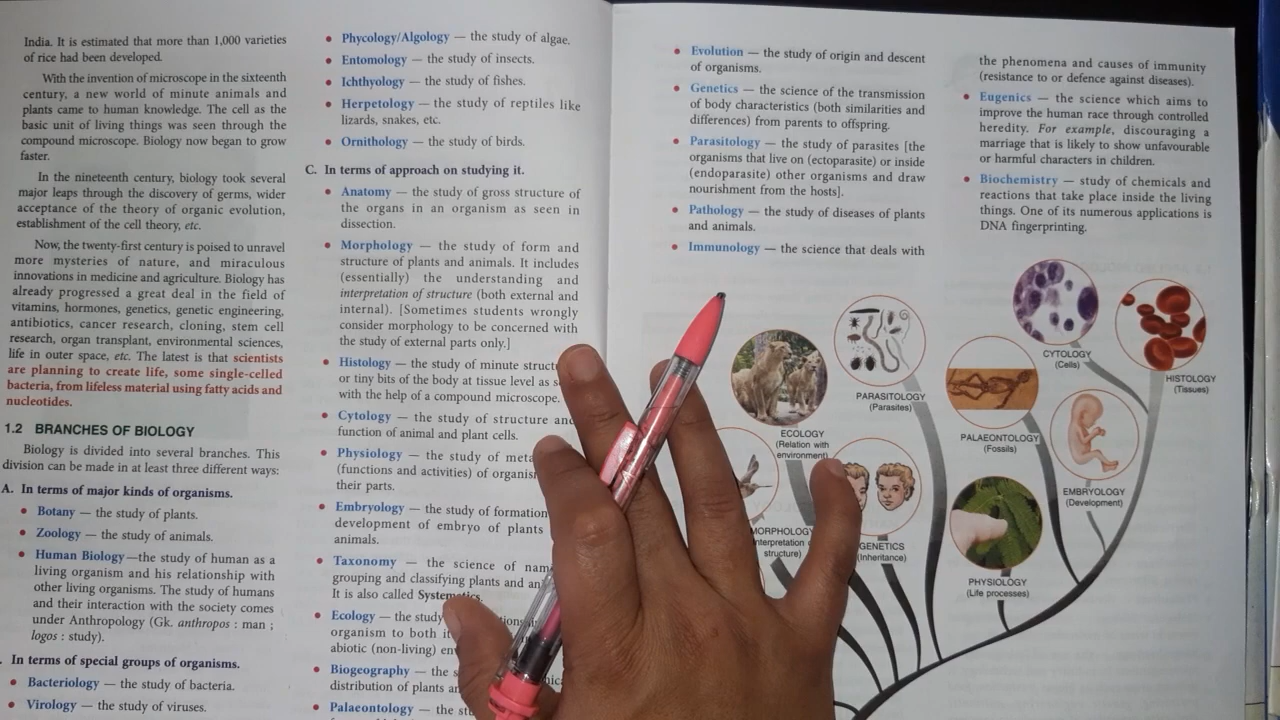 India. It is estimated that more than 1,000 varieties
of rice had been developed.
With the invention of microscope in the sixteenth
century, a new world of minute animals and
plants came to human knowledge. The cell as the
basic unit of living things was seen through the
compound microscope. Biology now began to grow
faster.
In the nineteenth century, biology took several
major leaps through the discovery of germs, wider
acceptance of the theory of organic evolution,
establishment of the cell theory, etc.
Now, the twenty-first century is poised to unravel
more mysteries of nature, and miraculous
innovations in medicine and agriculture. Biology has
already progressed a great deal in the field of
vitamins, hormones, genetics, genetic engineering,
antibiotics, cancer research, cloning, stem cell
research, organ transplant, environmental sciences,
life in outer space, etc. The latest is that scientists
are planning to create life, some single-celled
bacteria, from lifeless material using fatty acids and
nucleotides.
1.2 BRANCHES OF BIOLOGY
Biology is divided into several branches. This
division can be made in at least three different ways:
A. In terms of major kinds of organisms.
• Botany — the study of plants.
• Zoology — the study of animals.
• Human Biology—the study of human as a
living organism and his relationship with
other living organisms. The study of humans
and their interaction with the society comes
under Anthropology (Gk. anthropos : man ;
logos : study).
In terms of special groups of organisms.
• Bacteriology — the study of bacteria.
• Virology — the study of viruses.
• Phycology/Algology — the study of algae.
• Entomology — the study of insects.
• Ichthyology — the study of fishes.
• Herpetology — the study of reptiles like
lizards, snakes, etc.
• Ornithology — the study of birds.
C. In terms of approach on studying it.
• Anatomy — the study of gross structure of
the organs in an organism as seen in
dissection.
• Morphology — the study of form and
structure of plants and animals. It includes
(essentially) the understanding and
interpretation of structure (both external and
internal). [Sometimes students wrongly
consider morphology to be concerned with
the study of external parts only.]
• Histology — the study of minute
or tiny bits of the body at tissue level as
with the help of a compound microscope.
• Cytology — the study of structure and
function of animal and plant cells.
• Physiology — the study of
(functions and activities) of
their parts.
• Embryology — the study of formation
development of embryo of plants
animals.
• Taxonomy — the science of
grouping and classifying plants and
It is also called Systematics.
• Ecology — the study
organism to both
abiotic (non-living)
• Biogeography — the
distribution of plants
• Palaeontology — the
• Evolution — the study of origin and descent
of organisms.
• Genetics — the science of the transmission
of body characteristics (both similarities and
differences) from parents to offspring.
• Parasitology — the study of parasites [the
organisms that live on (ectoparasite) or inside
(endoparasite) other organisms and draw
nourishment from the hosts].
• Pathology — the study of diseases of plants
and animals.
• Immunology — the science that deals with
the phenomena and causes of immunity
(resistance to or defence against diseases).
• Eugenics — the science which aims to
improve the human race through controlled
heredity. For example, discouraging a
marriage that is likely to show unfavourable
or harmful characters in children.
• Biochemistry — study of chemicals and
reactions that take place inside the living
things. One of its numerous applications is
DNA fingerprinting.
CYTOLOGY
(Cells)
HISTOLOGY
(Tissues)
PARASITOLOGY
(Parasites)
ECOLOGY
(Relation with
environment)
PALAEONTOLOGY
(Fossils)
EMBRYOLOGY
(Development)
MORPHOLOGY
structure)
GENETICS
(Inheritance)
PHYSIOLOGY
(Life processes)